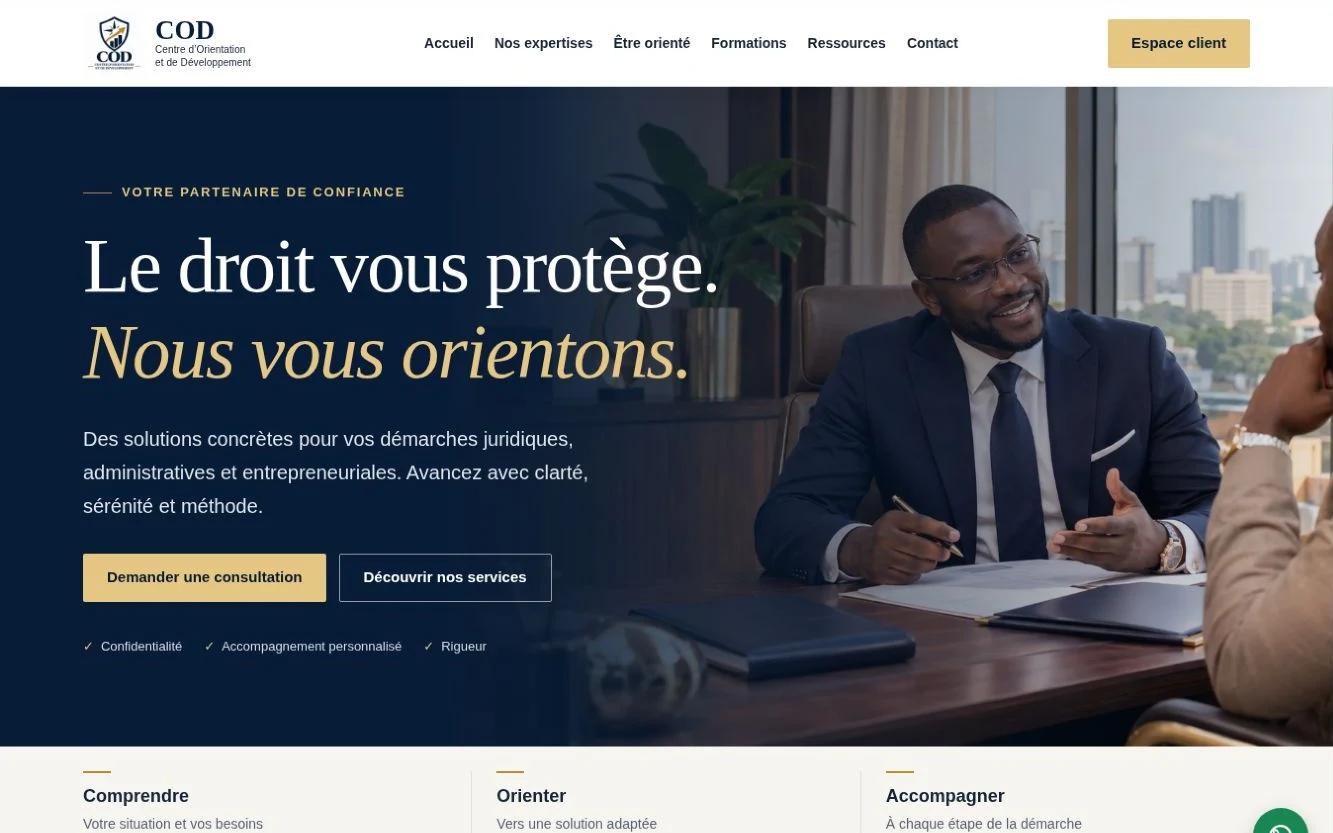 COD
COD
Centre d'Orientation
et de Développement
Accueil
Nos expertises
Être orienté
Formations
Ressources
Contact
Espace client
VOTRE PARTENAIRE DE CONFIANCE
Le droit vous protège.
Nous vous orientons.
Des solutions concrètes pour vos démarches juridiques,
administratives et entrepreneuriales. Avancez avec clarté,
sérénité et méthode.
Demander une consultation
Découvrir nos services
✓ Confidentialité
✓ Accompagnement personnalisé
✓ Rigueur
Comprendre
Votre situation et vos besoins
Orienter
Vers une solution adaptée
Accompagner
À chaque étape de la démarche